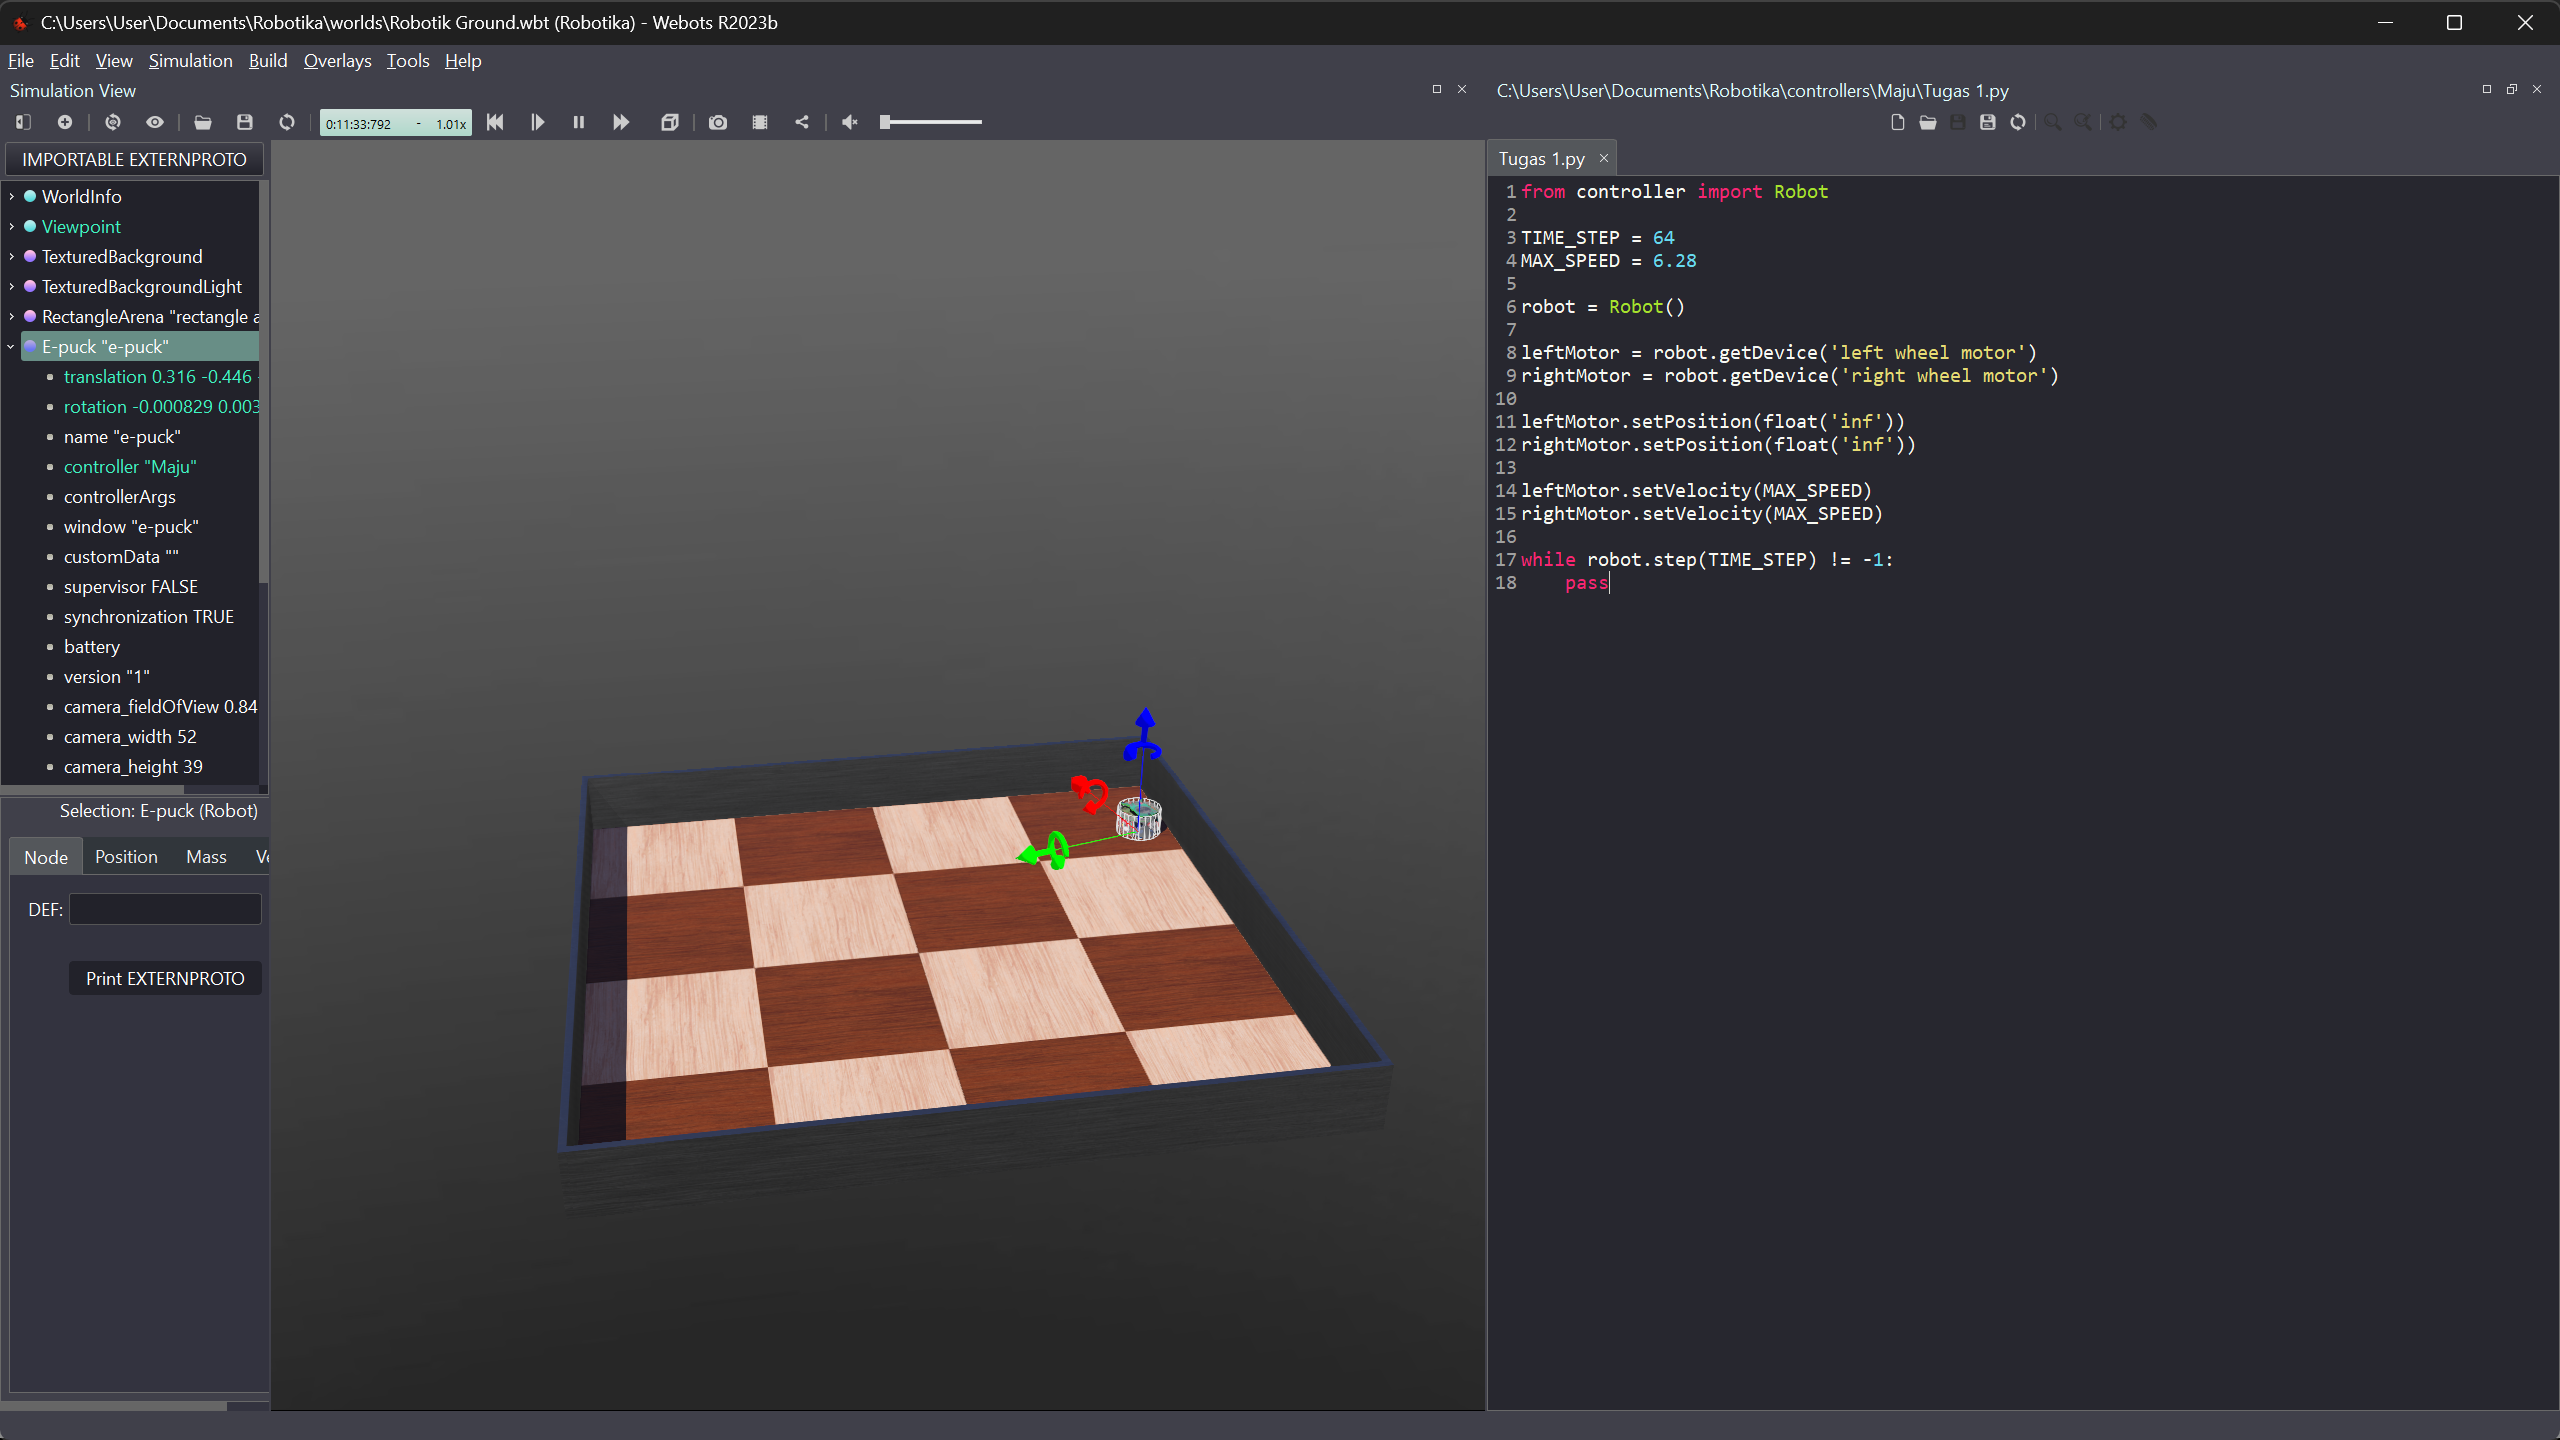 C:\Users\User\Documents\Robotika\worlds\Robotik Ground.wbt (Robotika) - Webots R2023b
File Edit View Simulation Build Overlays Tools Help
Simulation View
0:11:33:792 - 1.01x
IMPORTABLE EXTERNPROTO
WorldInfo
Viewpoint
TexturedBackground
TexturedBackgroundLight
RectangleArena "rectangle a
E-puck "e-puck"
translation 0.316 -0.446
rotation -0.000829 0.003
name "e-puck"
controller "Maju"
controllerArgs
window "e-puck"
customData ""
supervisor FALSE
synchronization TRUE
battery
version "1"
camera_fieldOfView 0.84
camera_width 52
camera_height 39
Selection: E-puck (Robot)
Node Position Mass Ve
DEF:
Print EXTERNPROTO
C:\Users\User\Documents\Robotika\controllers\Maju\Tugas 1.py
Tugas 1.py
1 from controller import Robot
2
3 TIME_STEP = 64
4 MAX_SPEED = 6.28
5
6 robot = Robot()
7
8 leftMotor = robot.getDevice('left wheel motor')
9 rightMotor = robot.getDevice('right wheel motor')
10
11 leftMotor.setPosition(float('inf'))
12 rightMotor.setPosition(float('inf'))
13
14 leftMotor.setVelocity(MAX_SPEED)
15 rightMotor.setVelocity(MAX_SPEED)
16
17 while robot.step(TIME_STEP) != -1:
18     pass